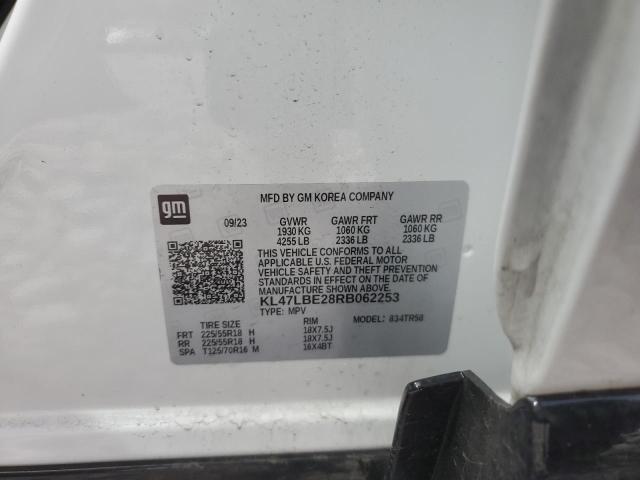 gm
MFD BY GM KOREA COMPANY
09/23 GVWR GAWR FRT GAWR RR
1930 KG 1060 KG 1060 KG
4255 LB 2336 LB 2336 LB
THIS VEHICLE CONFORMS TO ALL
APPLICABLE U.S. FEDERAL MOTOR
VEHICLE SAFETY AND THEFT PREVENTION
STANDARDS IN EFFECT ON THE DATE OF
MANUFACTURE SHOWN ABOVE.
KL47LBE28RB062253
TYPE: MPV MODEL: 834TR58
TIRE SIZE RIM
FRT 225/55R18 H 18X7.5J
RR 225/55R18 H 18X7.5J
SPA T125/70R16 M 16X4BT